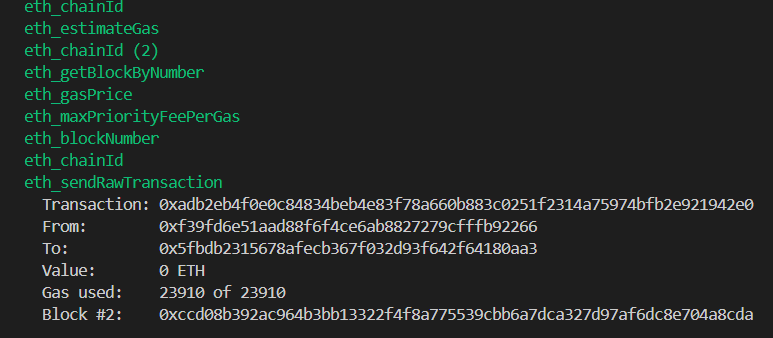 eth_chainId
eth_estimateGas
eth_chainId (2)
eth_getBlockByNumber
eth_gasPrice
eth_maxPriorityFeePerGas
eth_blockNumber
eth_chainId
eth_sendRawTransaction
Transaction: 0xadb2eb4f0e0c84834beb4e83f78a660b883c0251f2314a75974bfb2e921942e0
From: 0xf39fd6e51aad88f6f4ce6ab8827279cfffb92266
To: 0x5fbdb2315678afecb367f032d93f642f64180aa3
Value: 0 ETH
Gas used: 23910 of 23910
Block #2: 0xccd08b392ac964b3bb13322f4f8a775539cbb6a7dca327d97af6dc8e704a8cda